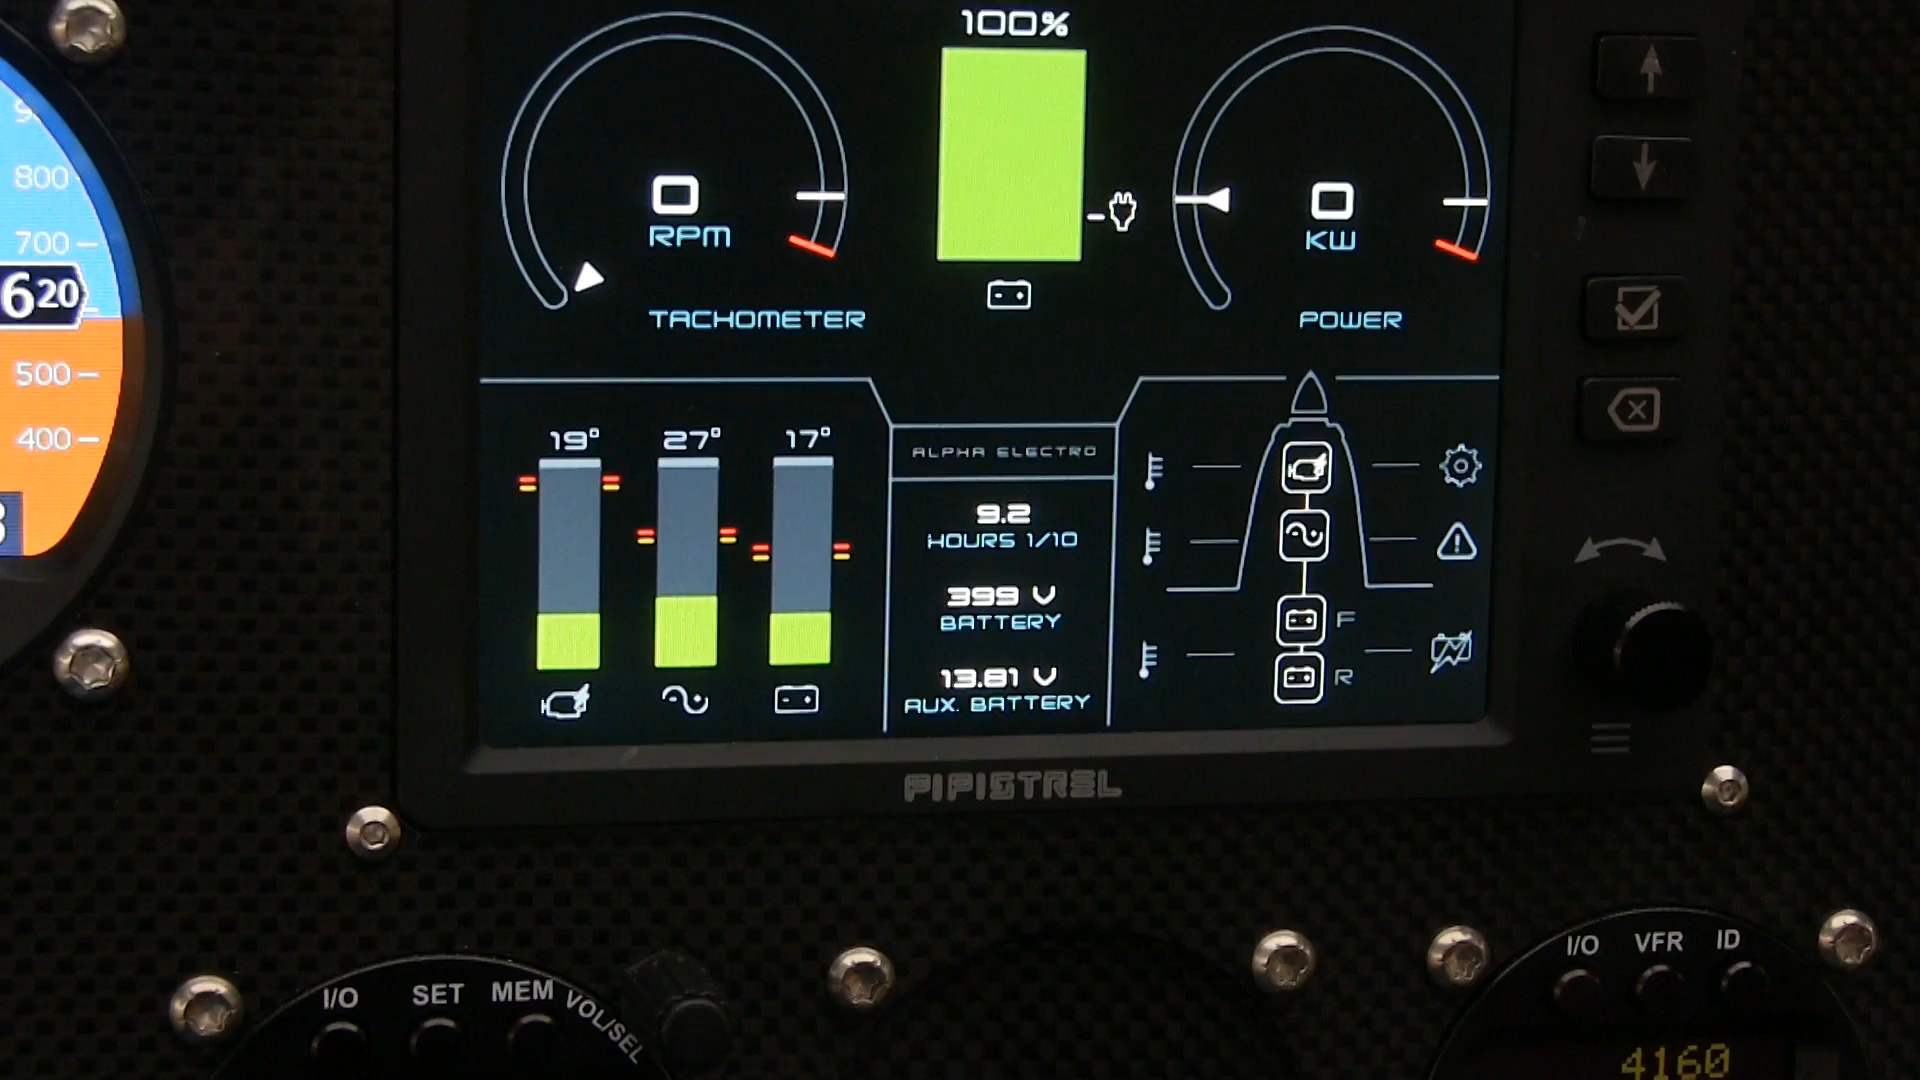 100%
800
700
620
500
400
0
RPM
TACHOMETER
0
KW
POWER
19°
27°
17°
ALPHA ELECTRO
9.2
HOURS 1/10
399 V
BATTERY
13.81 V
AUX. BATTERY
F
R
PIPISTREL
I/O
SET
MEM
VOL/SEL
I/O
VFR
ID
4160